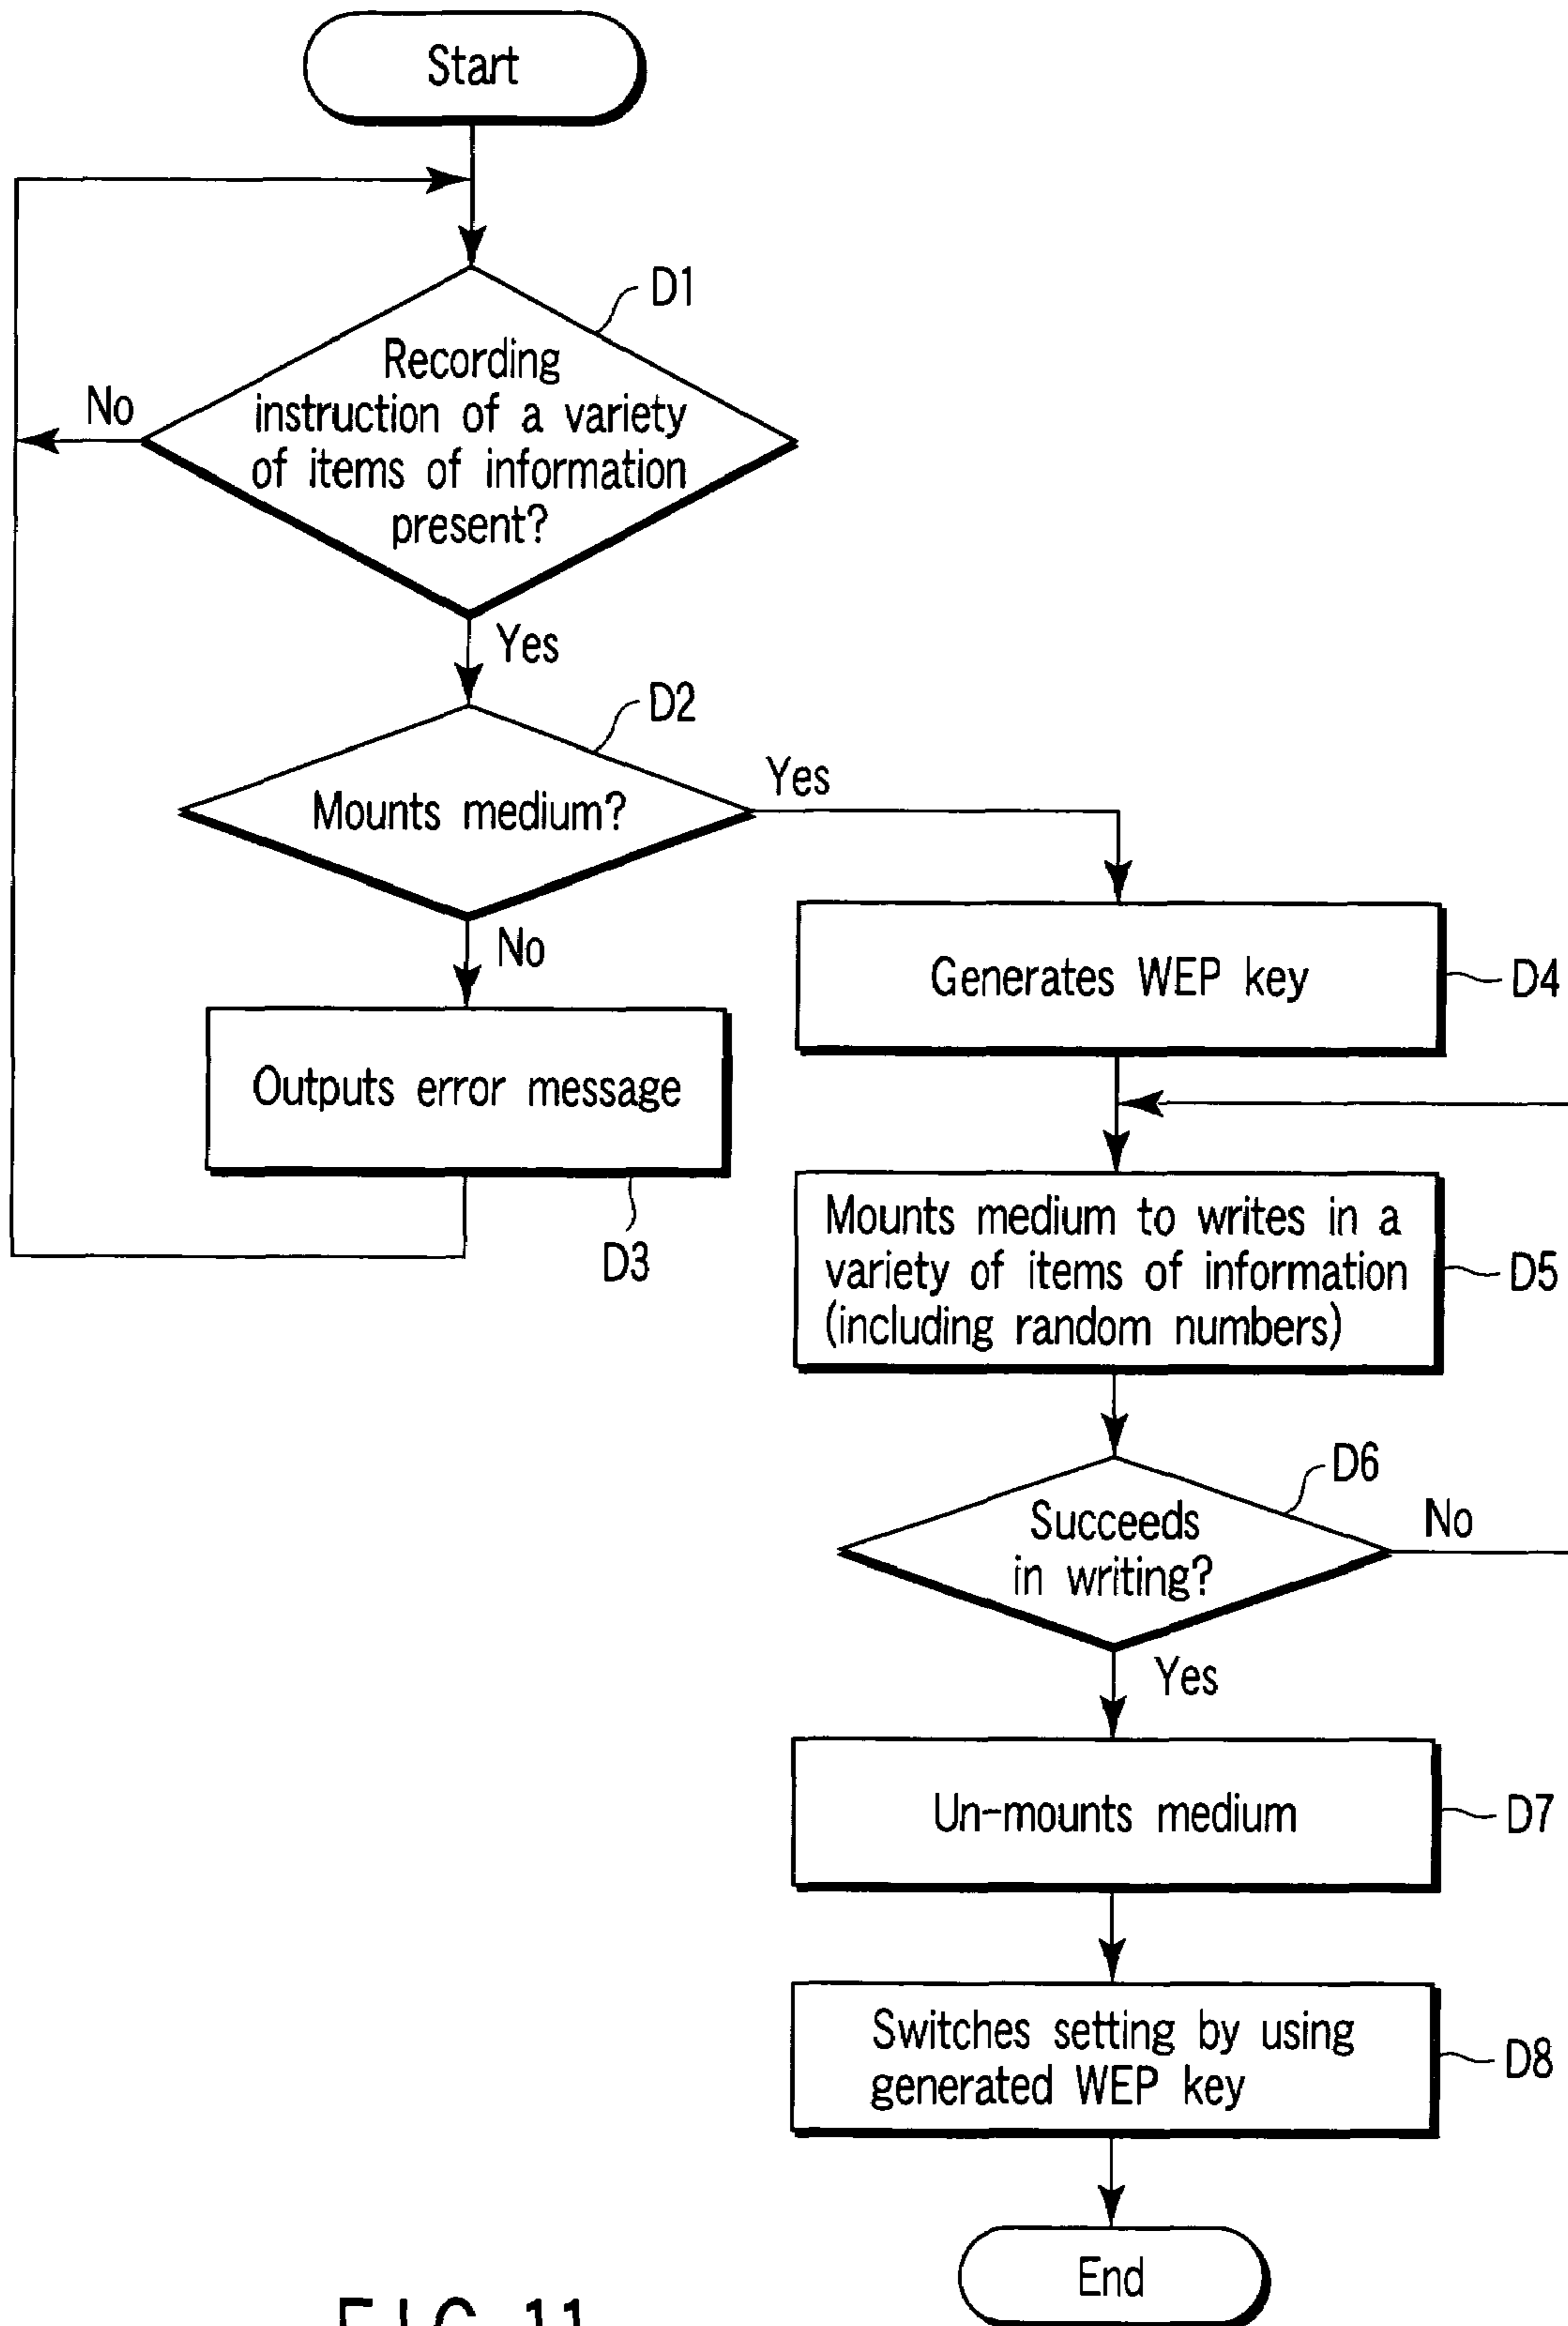 Start
D1
Recording
instruction of a variety
of items of information
present?
No
Yes
D2
Mounts medium?
Yes
No
Outputs error message
D3
Generates WEP key
D4
Mounts medium to writes in a
variety of items of information
(including random numbers)
D5
D6
Succeeds
in writing?
No
Yes
Un-mounts medium
D7
Switches setting by using
generated WEP key
D8
End
FIG. 11